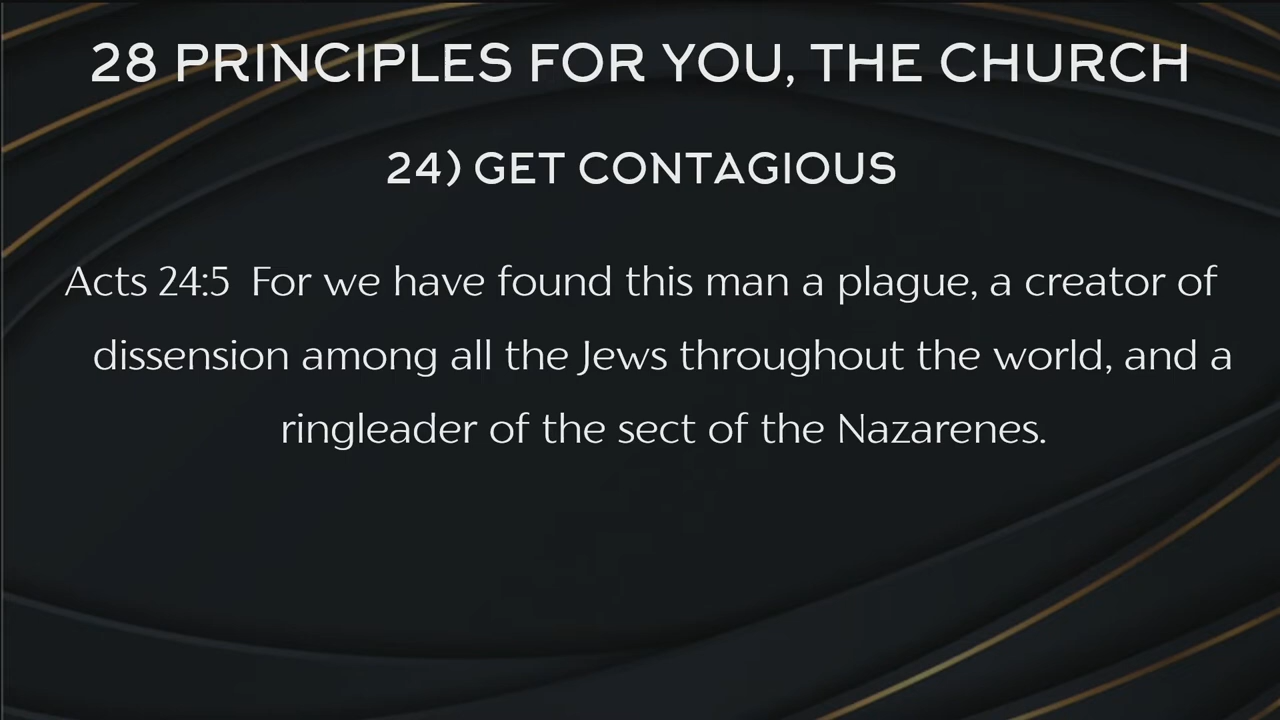 28 PRINCIPLES FOR YOU, THE CHURCH
24) GET CONTAGIOUS
Acts 24:5  For we have found this man a plague, a creator of
dissension among all the Jews throughout the world, and a
ringleader of the sect of the Nazarenes.